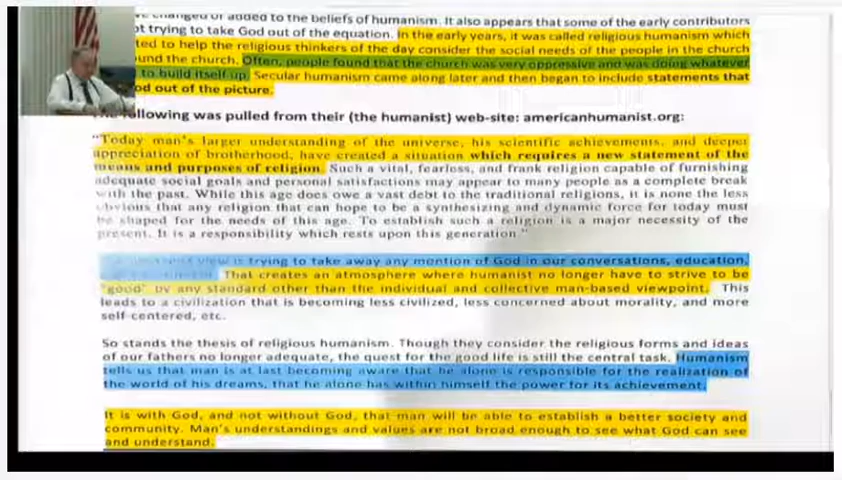 changed or added to the beliefs of humanism. It also appears that some of the early contributors
ot trying to take God out of the equation. In the early years, it was called religious humanism which
ted to help the religious thinkers of the day consider the social needs of the people in the church
und the church. Often, people found that the church was very oppressive and was doing whatever
to build itself up. Secular humanism came along later and then began to include statements that
od out of the picture.
following was pulled from their (the humanist) web-site: americanhumanist.org:
"Today man's larger understanding of the universe, his scientific achievements, and deeper
appreciation of brotherhood, have created a situation which requires a new statement of the
means and purposes of religion. Such a vital, fearless, and frank religion capable of furnishing
adequate social goals and personal satisfactions may appear to many people as a complete break
with the past. While this age does owe a vast debt to the traditional religions, it is none the less
obvious that any religion that can hope to be a synthesizing and dynamic force for today must
be shaped for the needs of this age. To establish such a religion is a major necessity of the
present. It is a responsibility which rests upon this generation."
view is trying to take away any mention of God in our conversations, education,
That creates an atmosphere where humanist no longer have to strive to be
"good" by any standard other than the individual and collective man-based viewpoint. This
leads to a civilization that is becoming less civilized, less concerned about morality, and more
self-centered, etc.
So stands the thesis of religious humanism. Though they consider the religious forms and ideas
of our fathers no longer adequate, the quest for the good life is still the central task. Humanism
tells us that man is at last becoming aware that he alone is responsible for the realization of
the world of his dreams, that he alone has within himself the power for its achievement.
It is with God, and not without God, that man will be able to establish a better society and
community. Man's understandings and values are not broad enough to see what God can see
and understand.